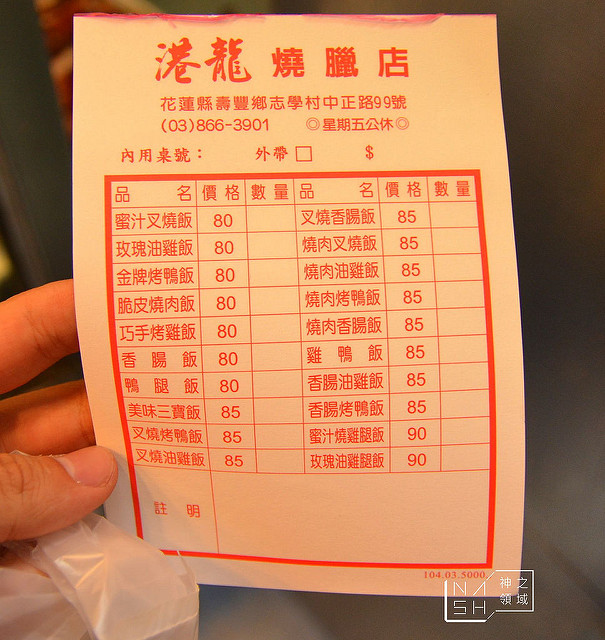 港龍 燒臘店
花蓮縣壽豐鄉志學村中正路99號
(03)866-3901 ◎星期五公休◎
內用桌號： 外帶□ $
品名 價格 數量 品名 價格 數量
蜜汁叉燒飯 80 叉燒香腸飯 85
玫瑰油雞飯 80 燒肉叉燒飯 85
金牌烤鴨飯 80 燒肉油雞飯 85
脆皮燒肉飯 80 燒肉烤鴨飯 85
巧手烤雞飯 80 燒肉香腸飯 85
香腸飯 80 雞鴨飯 85
鴨腿飯 80 香腸油雞飯 85
美味三寶飯 85 香腸烤鴨飯 85
叉燒烤鴨飯 85 蜜汁燒雞腿飯 90
叉燒油雞飯 85 玫瑰油雞腿飯 90
註明
104.03.5000.
NASH 神之領域